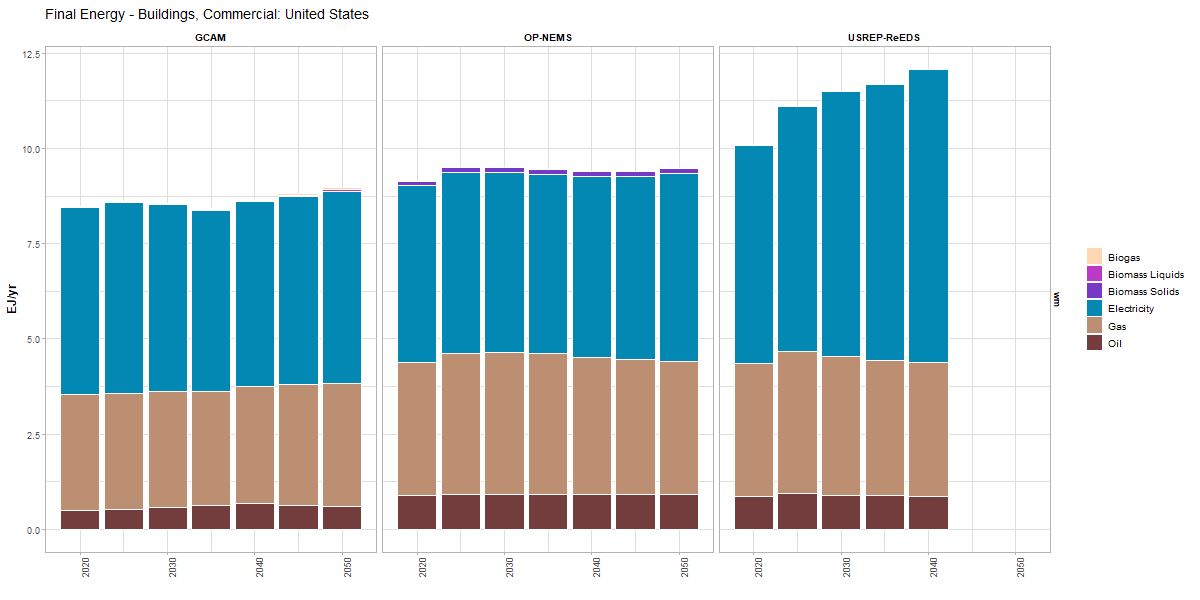 Final Energy - Buildings, Commercial: United States
GCAM
OP-NEMS
USREP-ReEDS
EJ/yr
12.5
10.0
7.5
5.0
2.5
0.0
2020
2030
2040
2050
2020
2030
2040
2050
2020
2030
2040
2050
wm
Biogas
Biomass Liquids
Biomass Solids
Electricity
Gas
Oil